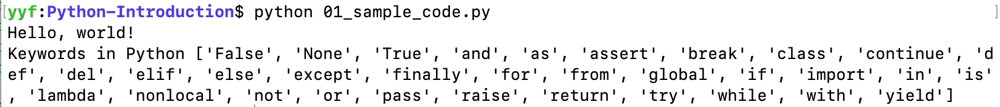 [yyf:Python-Introduction$ python 01_sample_code.py ]
Hello, world!
Keywords in Python ['False', 'None', 'True', 'and', 'as', 'assert', 'break', 'class', 'continue', 'd
ef', 'del', 'elif', 'else', 'except', 'finally', 'for', 'from', 'global', 'if', 'import', 'in', 'is'
, 'lambda', 'nonlocal', 'not', 'or', 'pass', 'raise', 'return', 'try', 'while', 'with', 'yield']